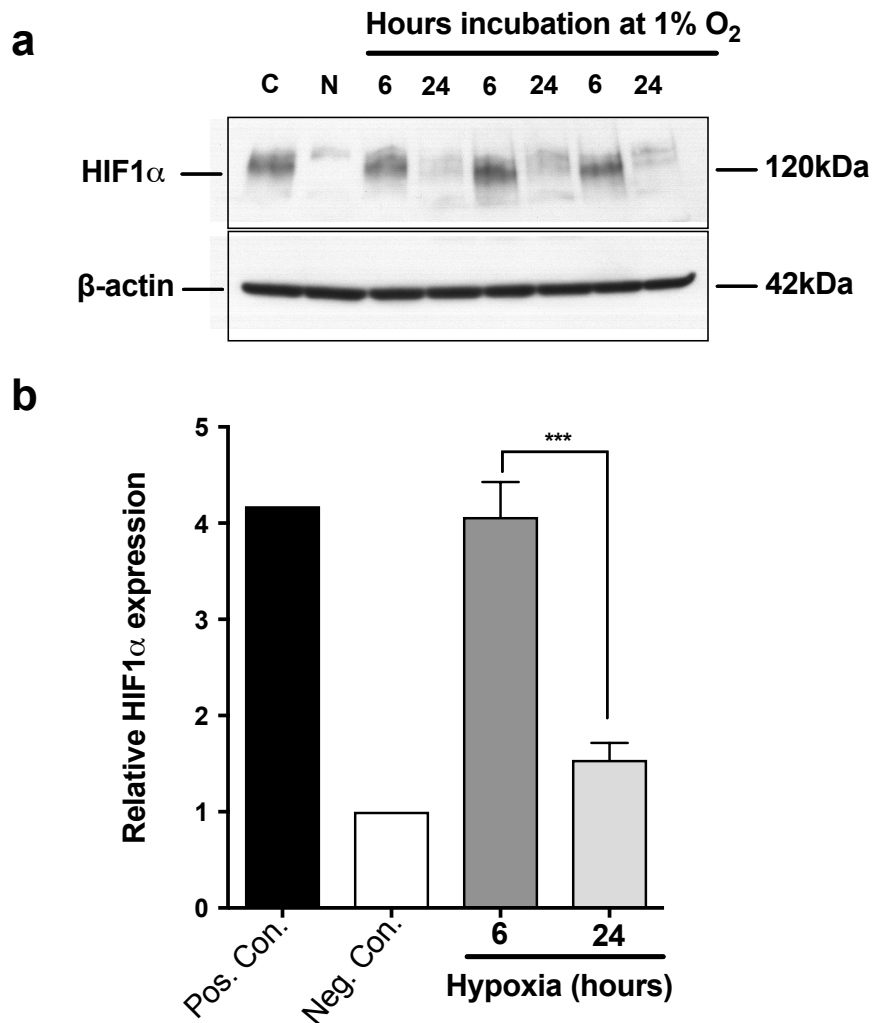 a
Hours incubation at 1% O₂
C N 6 24 6 24 6 24
HIF1α
120kDa
β-actin
42kDa
b
Relative HIF1α expression
5
4
3
2
1
0
***
Pos. Con.
Neg. Con.
6
24
Hypoxia (hours)